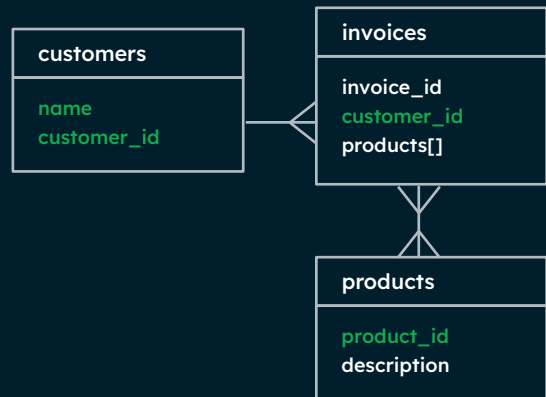 customers
name
customer_id
invoices
invoice_id
customer_id
products[]
products
product_id
description